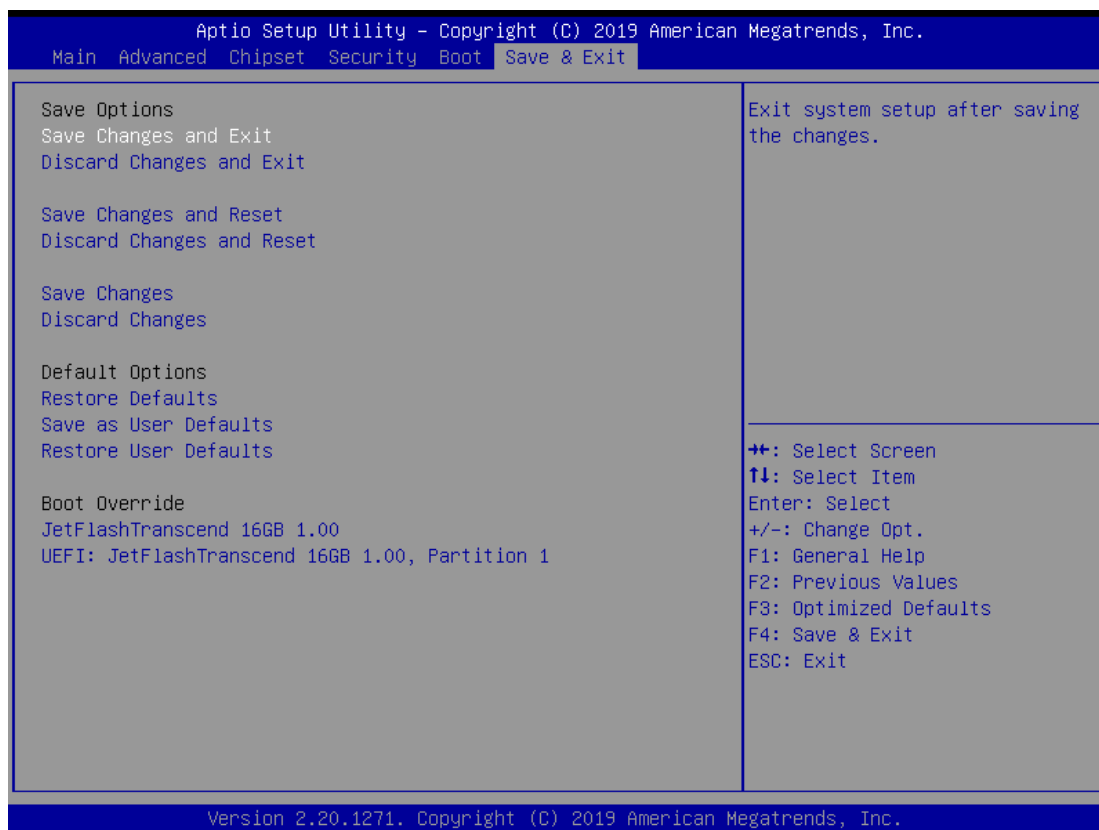 Aptio Setup Utility – Copyright (C) 2019 American Megatrends, Inc.
Main Advanced Chipset Security Boot Save & Exit
Save Options
Save Changes and Exit
Discard Changes and Exit
Save Changes and Reset
Discard Changes and Reset
Save Changes
Discard Changes
Default Options
Restore Defaults
Save as User Defaults
Restore User Defaults
Boot Override
JetFlashTranscend 16GB 1.00
UEFI: JetFlashTranscend 16GB 1.00, Partition 1
Exit system setup after saving
the changes.
→←: Select Screen
↑↓: Select Item
Enter: Select
+/-: Change Opt.
F1: General Help
F2: Previous Values
F3: Optimized Defaults
F4: Save & Exit
ESC: Exit
Version 2.20.1271. Copyright (C) 2019 American Megatrends, Inc.